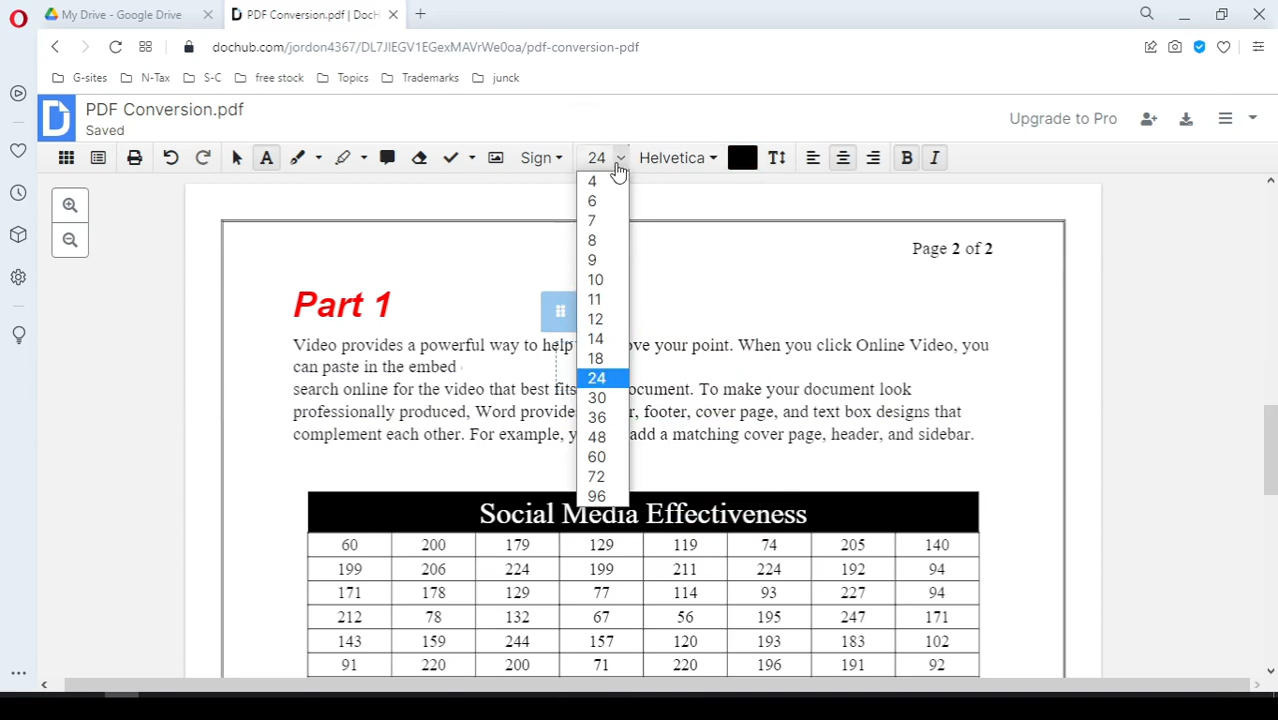 My Drive - Google Drive
PDF Conversion.pdf | DocH
dochub.com/jordon4367/DL7JIEGV1EGexMAVrWe0oa/pdf-conversion-pdf
G-sites N-Tax S-C free stock Topics Trademarks junck
PDF Conversion.pdf
Saved
Upgrade to Pro
A Sign 24 Helvetica T B I
4
6
7
8
9
10
11
12
14
18
24
30
36
48
60
72
96
Page 2 of 2
Part 1
Video provides a powerful way to help ove your point. When you click Online Video, you
can paste in the embed
search online for the video that best fits ocument. To make your document look
professionally produced, Word provide r, footer, cover page, and text box designs that
complement each other. For example, y add a matching cover page, header, and sidebar.
Social Media Effectiveness
60 200 179 129 119 74 205 140
199 206 224 199 211 224 192 94
171 178 129 77 114 93 227 94
212 78 132 67 56 195 247 171
143 159 244 157 120 193 183 102
91 220 200 71 220 196 191 92